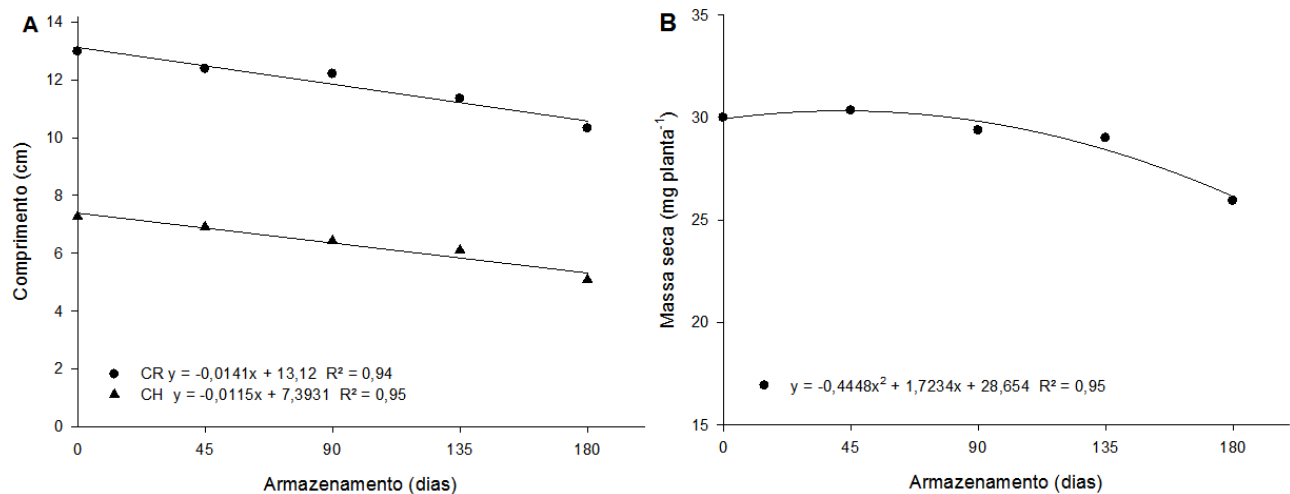 A
14
12
10
8
6
4
2
0
Comprimento (cm)
CR y = -0,0141x + 13,12 R² = 0,94
CH y = -0,0115x + 7,3931 R² = 0,95
0 45 90 135 180
Armazenamento (dias)
B
35
30
25
20
15
Massa seca (mg planta⁻¹)
y = -0,4448x² + 1,7234x + 28,654 R² = 0,95
0 45 90 135 180
Armazenamento (dias)